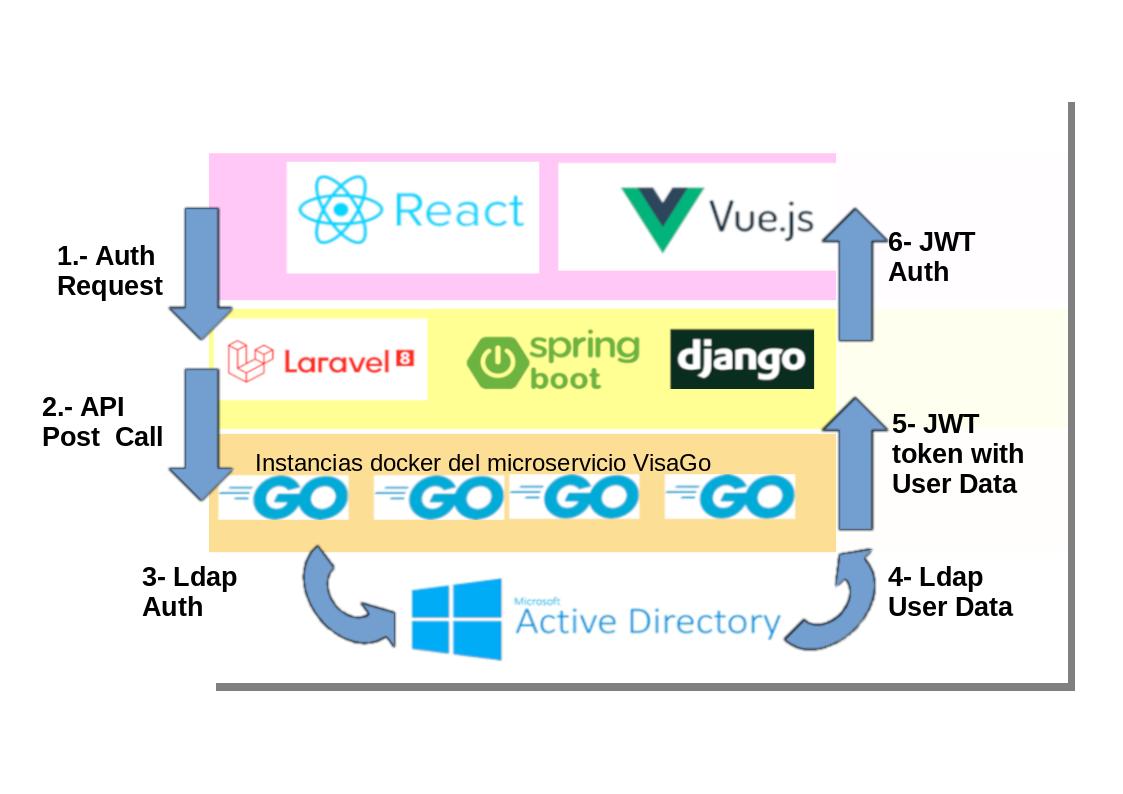 React
Vue.js
1.- Auth
Request
6- JWT
Auth
Laravel 8
spring
boot
django
2.- API
Post  Call
5- JWT
token with
User Data
Instancias docker del microservicio VisaGo
GO GO GO GO
3- Ldap
Auth
Microsoft
Active Directory
4- Ldap
User Data